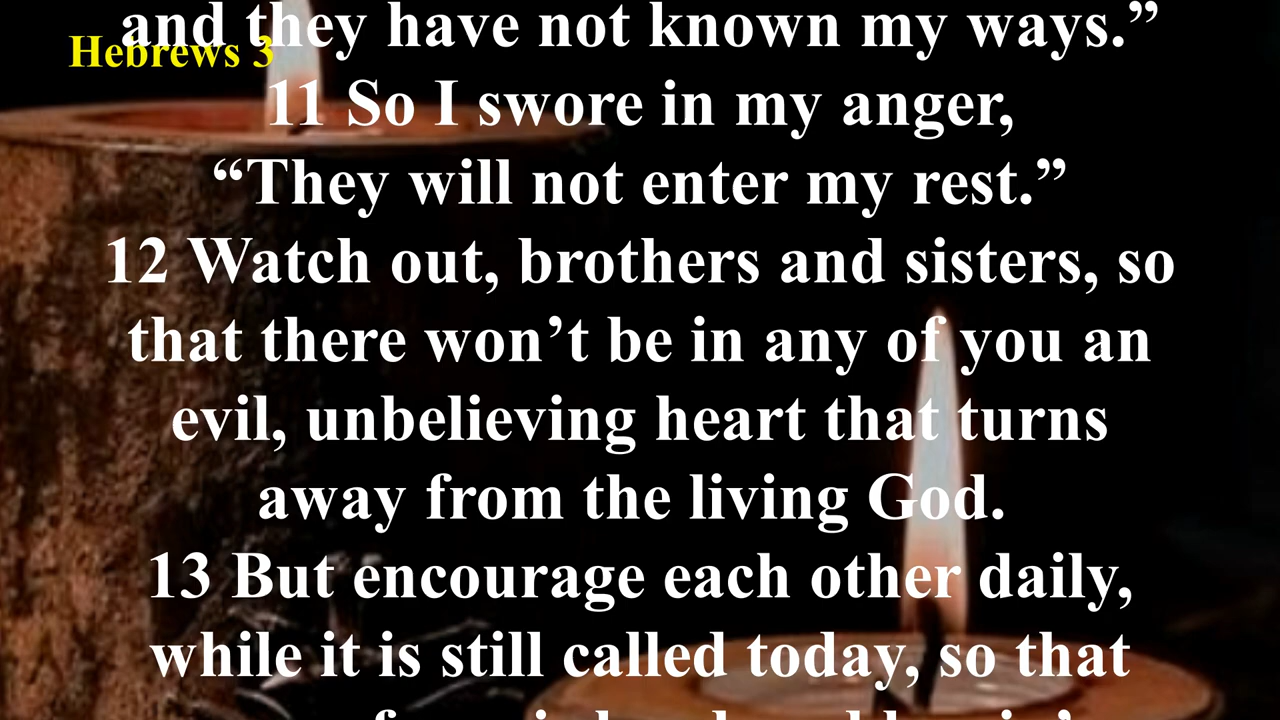 and they have not known my ways.”
Hebrews 3
11 So I swore in my anger,
“They will not enter my rest.”
12 Watch out, brothers and sisters, so
that there won’t be in any of you an
evil, unbelieving heart that turns
away from the living God.
13 But encourage each other daily,
while it is still called today, so that